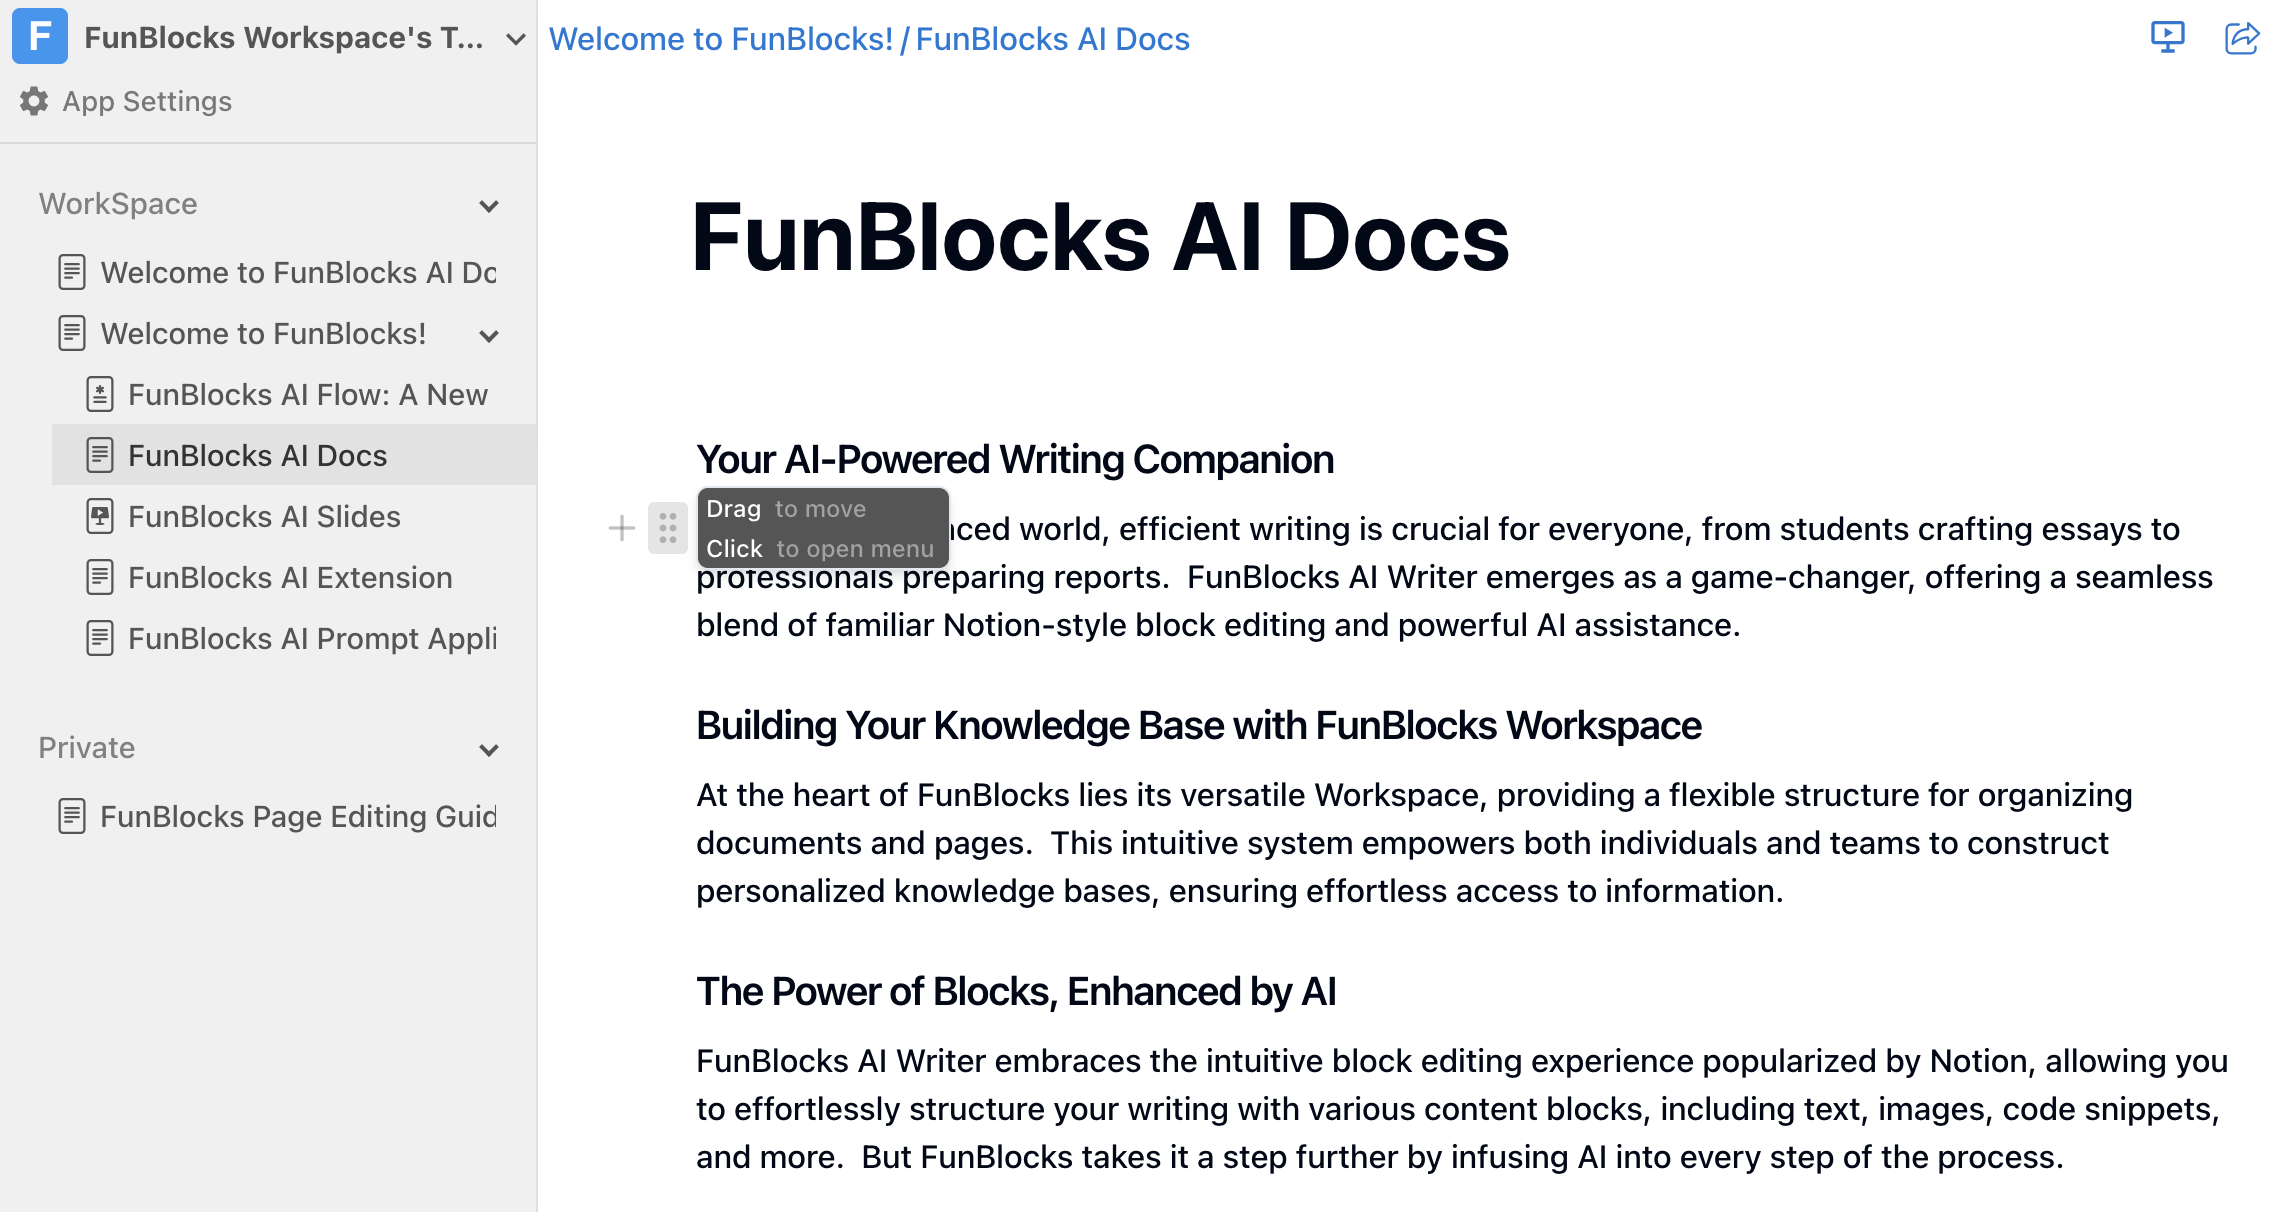 F FunBlocks Workspace's T...
App Settings
WorkSpace
Welcome to FunBlocks AI Do
Welcome to FunBlocks!
FunBlocks AI Flow: A New
FunBlocks AI Docs
FunBlocks AI Slides
FunBlocks AI Extension
FunBlocks AI Prompt Appli
Private
FunBlocks Page Editing Guid
Welcome to FunBlocks! / FunBlocks AI Docs
FunBlocks AI Docs
Your AI-Powered Writing Companion
Drag to move
Click to open menu
world, efficient writing is crucial for everyone, from students crafting essays to
professionals preparing reports.  FunBlocks AI Writer emerges as a game-changer, offering a seamless
blend of familiar Notion-style block editing and powerful AI assistance.
Building Your Knowledge Base with FunBlocks Workspace
At the heart of FunBlocks lies its versatile Workspace, providing a flexible structure for organizing
documents and pages.  This intuitive system empowers both individuals and teams to construct
personalized knowledge bases, ensuring effortless access to information.
The Power of Blocks, Enhanced by AI
FunBlocks AI Writer embraces the intuitive block editing experience popularized by Notion, allowing you
to effortlessly structure your writing with various content blocks, including text, images, code snippets,
and more.  But FunBlocks takes it a step further by infusing AI into every step of the process.